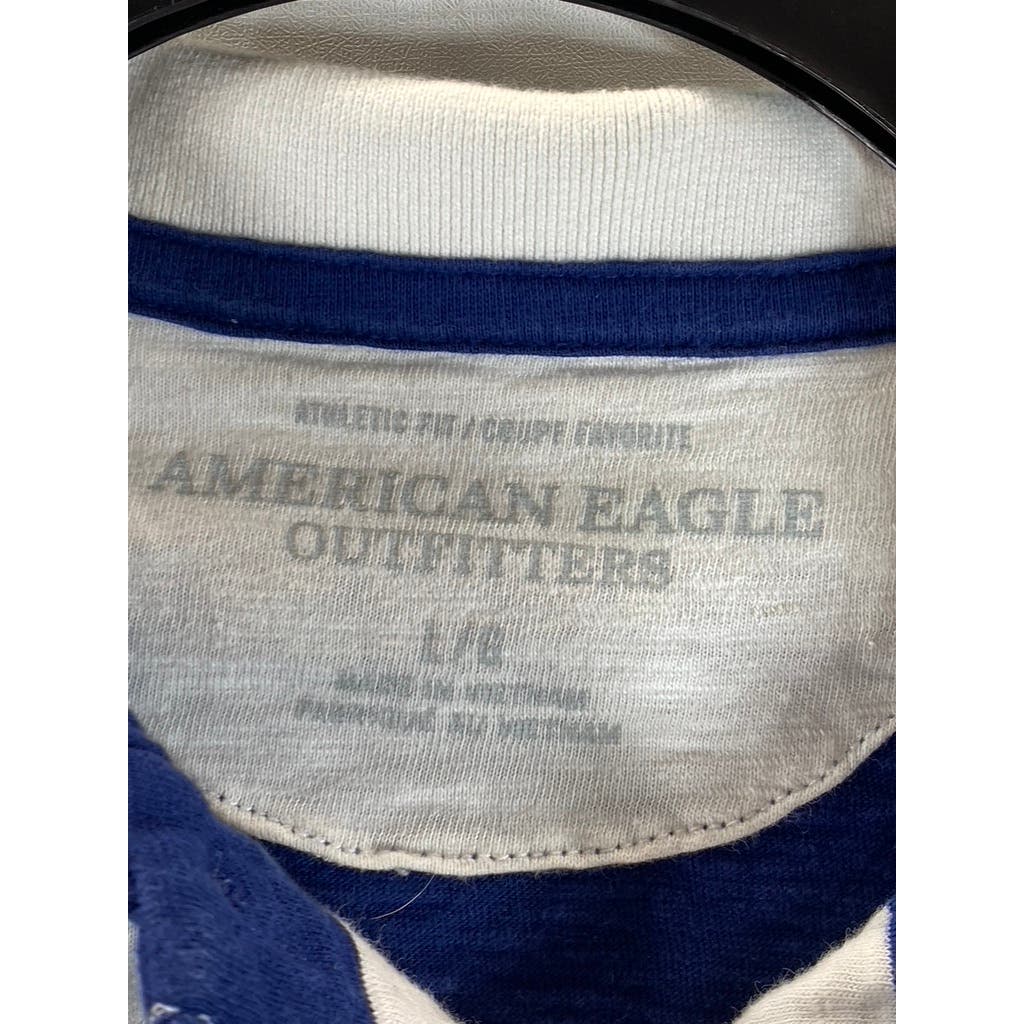 ATHLETIC FIT / COUPE FAVORITE
AMERICAN EAGLE
OUTFITTERS
L/G
MADE IN VIETNAM
FABRIQUÉ AU VIETNAM